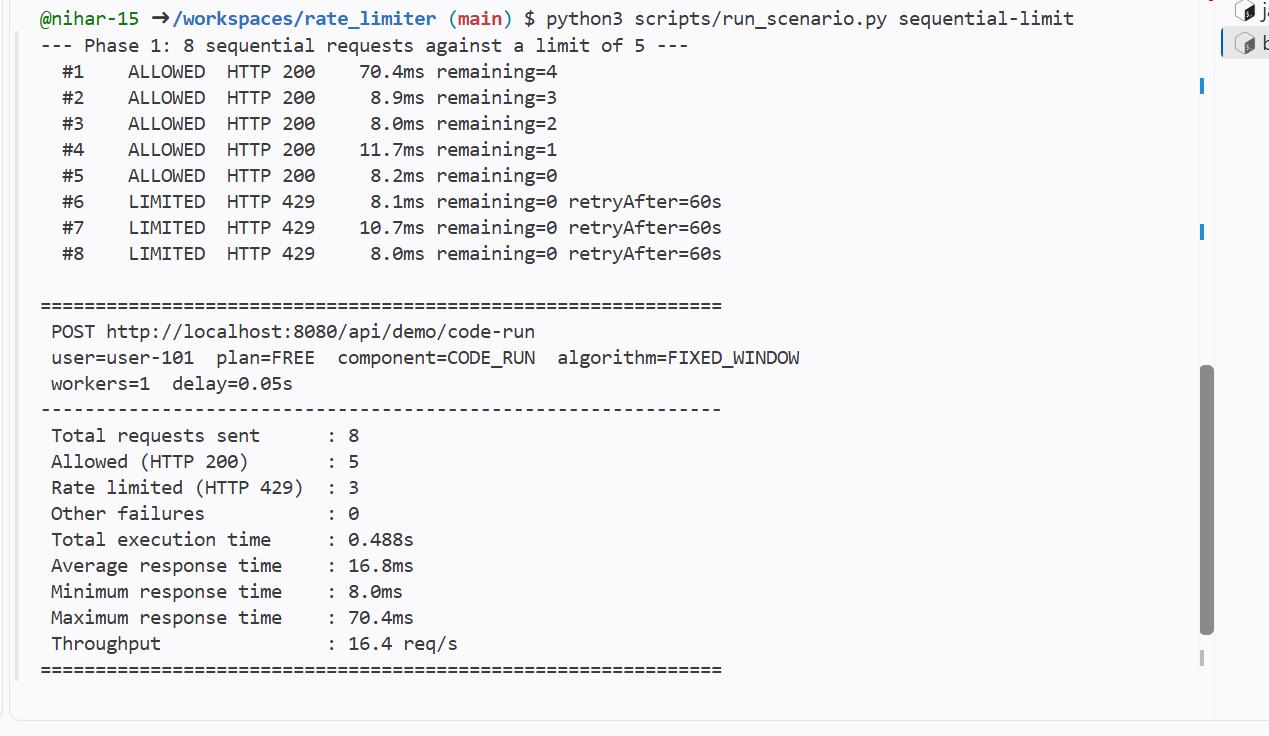 @nihar-15 ➜/workspaces/rate_limiter (main) $ python3 scripts/run_scenario.py sequential-limit
--- Phase 1: 8 sequential requests against a limit of 5 ---
  #1    ALLOWED  HTTP 200    70.4ms remaining=4
  #2    ALLOWED  HTTP 200     8.9ms remaining=3
  #3    ALLOWED  HTTP 200     8.0ms remaining=2
  #4    ALLOWED  HTTP 200    11.7ms remaining=1
  #5    ALLOWED  HTTP 200     8.2ms remaining=0
  #6    LIMITED  HTTP 429     8.1ms remaining=0 retryAfter=60s
  #7    LIMITED  HTTP 429    10.7ms remaining=0 retryAfter=60s
  #8    LIMITED  HTTP 429     8.0ms remaining=0 retryAfter=60s

==============================================================
 POST http://localhost:8080/api/demo/code-run
 user=user-101  plan=FREE  component=CODE_RUN  algorithm=FIXED_WINDOW
 workers=1  delay=0.05s
--------------------------------------------------------------
 Total requests sent      : 8
 Allowed (HTTP 200)       : 5
 Rate limited (HTTP 429)  : 3
 Other failures           : 0
 Total execution time     : 0.488s
 Average response time    : 16.8ms
 Minimum response time    : 8.0ms
 Maximum response time    : 70.4ms
 Throughput               : 16.4 req/s
==============================================================